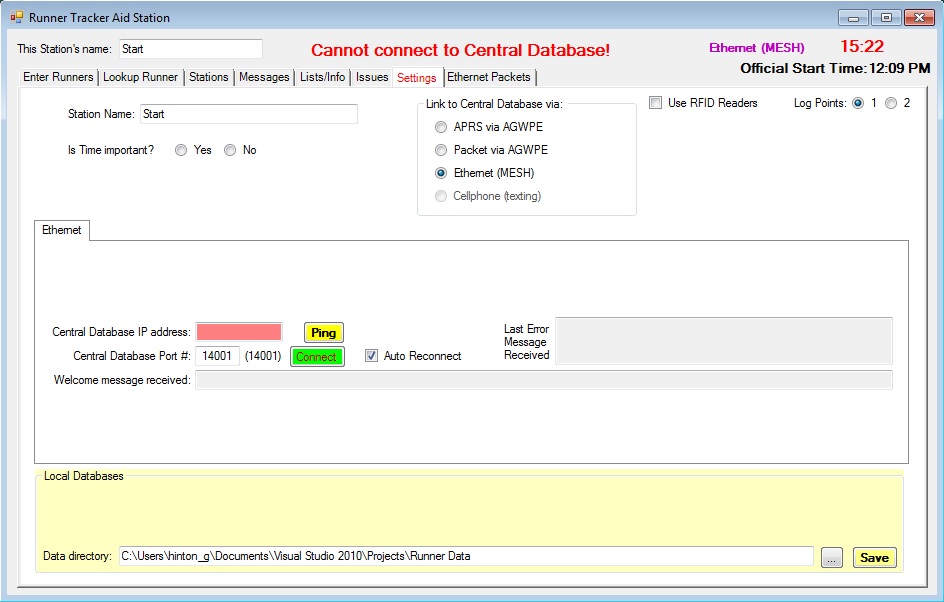 Runner Tracker Aid Station
This Station's name: Start
Cannot connect to Central Database!
Ethernet (MESH) 15:22
Official Start Time: 12:09 PM
Enter Runners Lookup Runner Stations Messages Lists/Info Issues Settings Ethernet Packets
Station Name: Start
Is Time important? Yes No
Link to Central Database via:
APRS via AGWPE
Packet via AGWPE
Ethernet (MESH)
Cellphone (texting)
Use RFID Readers Log Points: 1 2
Ethernet
Central Database IP address: Ping
Central Database Port #: 14001 (14001) Connect Auto Reconnect
Last Error
Message
Received
Welcome message received:
Local Databases
Data directory: C:\Users\hinton_g\Documents\Visual Studio 2010\Projects\Runner Data ... Save